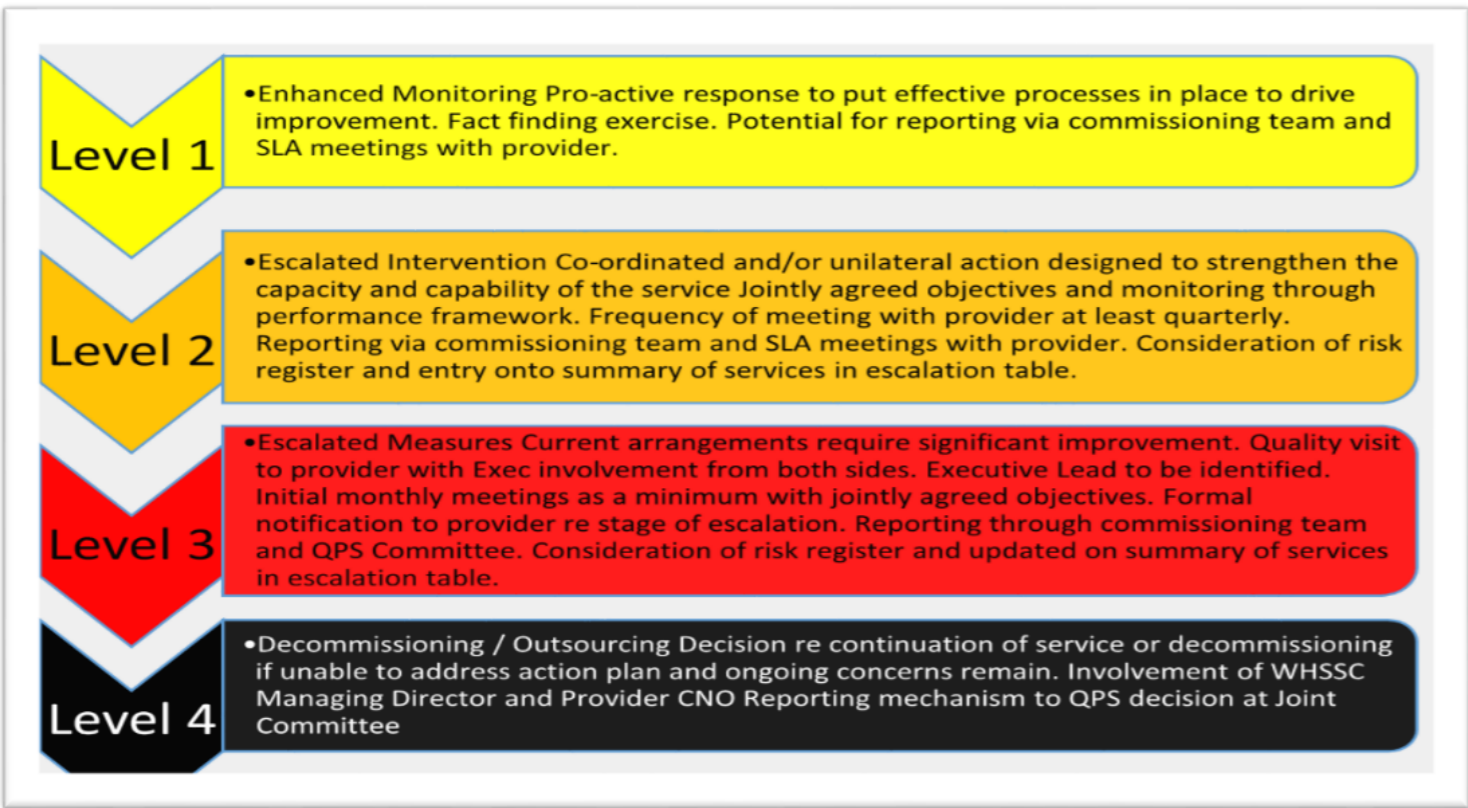 Level 1
•Enhanced Monitoring Pro-active response to put effective processes in place to drive
improvement. Fact finding exercise. Potential for reporting via commissioning team and
SLA meetings with provider.
Level 2
•Escalated Intervention Co-ordinated and/or unilateral action designed to strengthen the
capacity and capability of the service Jointly agreed objectives and monitoring through
performance framework. Frequency of meeting with provider at least quarterly.
Reporting via commissioning team and SLA meetings with provider. Consideration of risk
register and entry onto summary of services in escalation table.
Level 3
•Escalated Measures Current arrangements require significant improvement. Quality visit
to provider with Exec involvement from both sides. Executive Lead to be identified.
Initial monthly meetings as a minimum with jointly agreed objectives. Formal
notification to provider re stage of escalation. Reporting through commissioning team
and QPS Committee. Consideration of risk register and updated on summary of services
in escalation table.
Level 4
•Decommissioning / Outsourcing Decision re continuation of service or decommissioning
if unable to address action plan and ongoing concerns remain. Involvement of WHSSC
Managing Director and Provider CNO Reporting mechanism to QPS decision at Joint
Committee